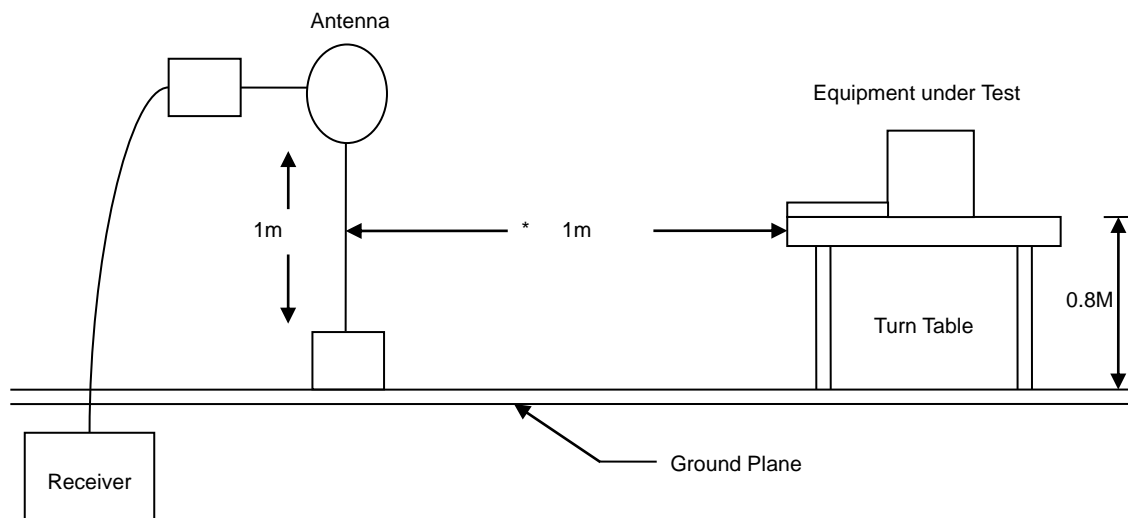 Antenna
Equipment under Test
1m
* 1m
0.8M
Turn Table
Ground Plane
Receiver